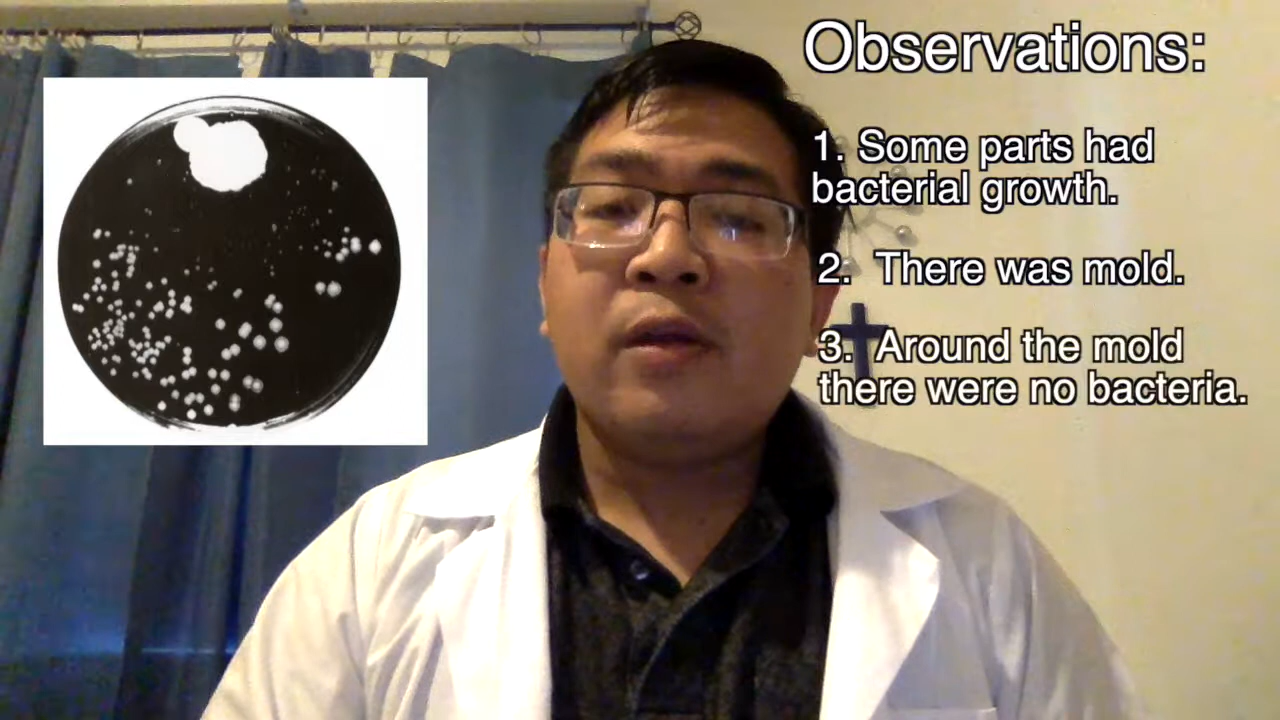 Observations:
1. Some parts had
bacterial growth.
2. There was mold.
3. Around the mold
there were no bacteria.